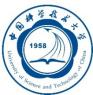 中国科学技术大学
1958
University of Science and Technology of China